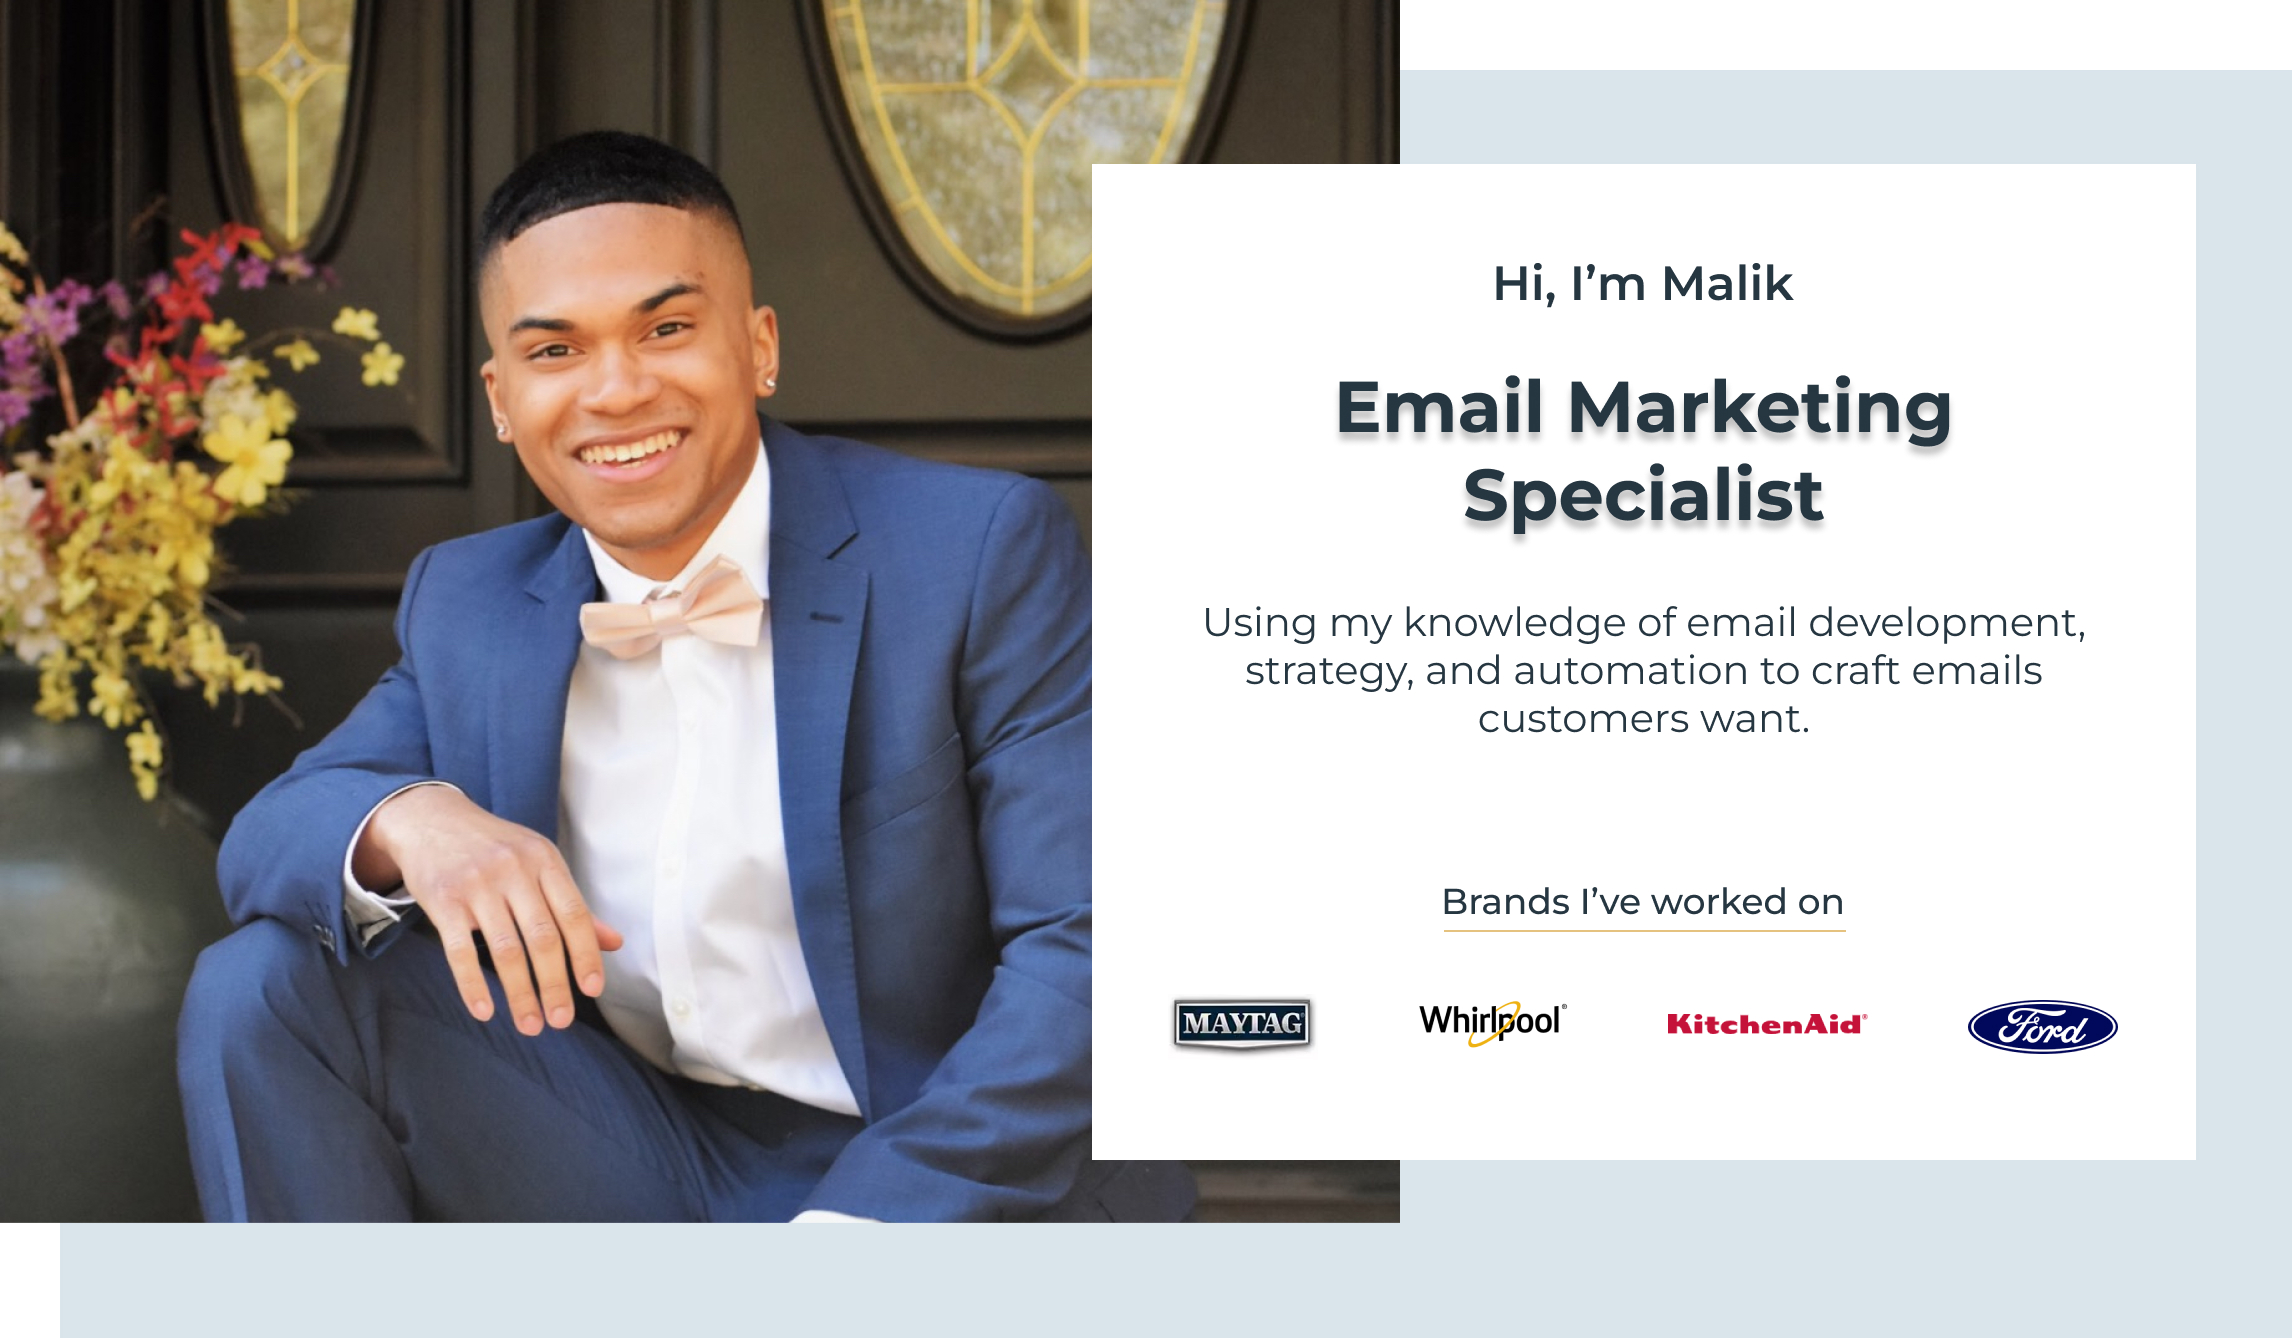 Hi, I’m Malik
Email Marketing
Specialist
Using my knowledge of email development,
strategy, and automation to craft emails
customers want.
Brands I’ve worked on
MAYTAG®
Whirlpool®
KitchenAid®
Ford